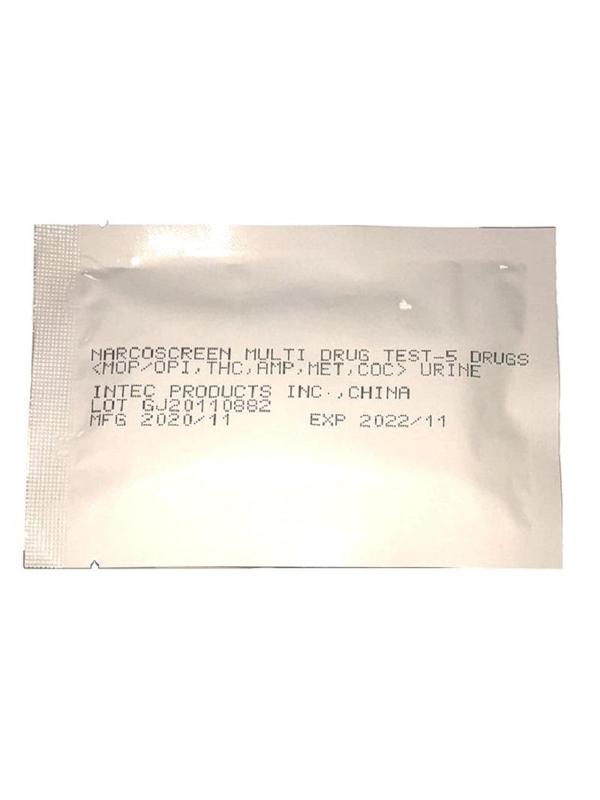 NARCOSCREEN MULTI DRUG TEST-5 DRUGS
<MOP/OPI,THC,AMP,MET,COC> URINE
INTEC PRODUCTS INC.,CHINA
LOT GJ20110882
MFG 2020/11 EXP 2022/11